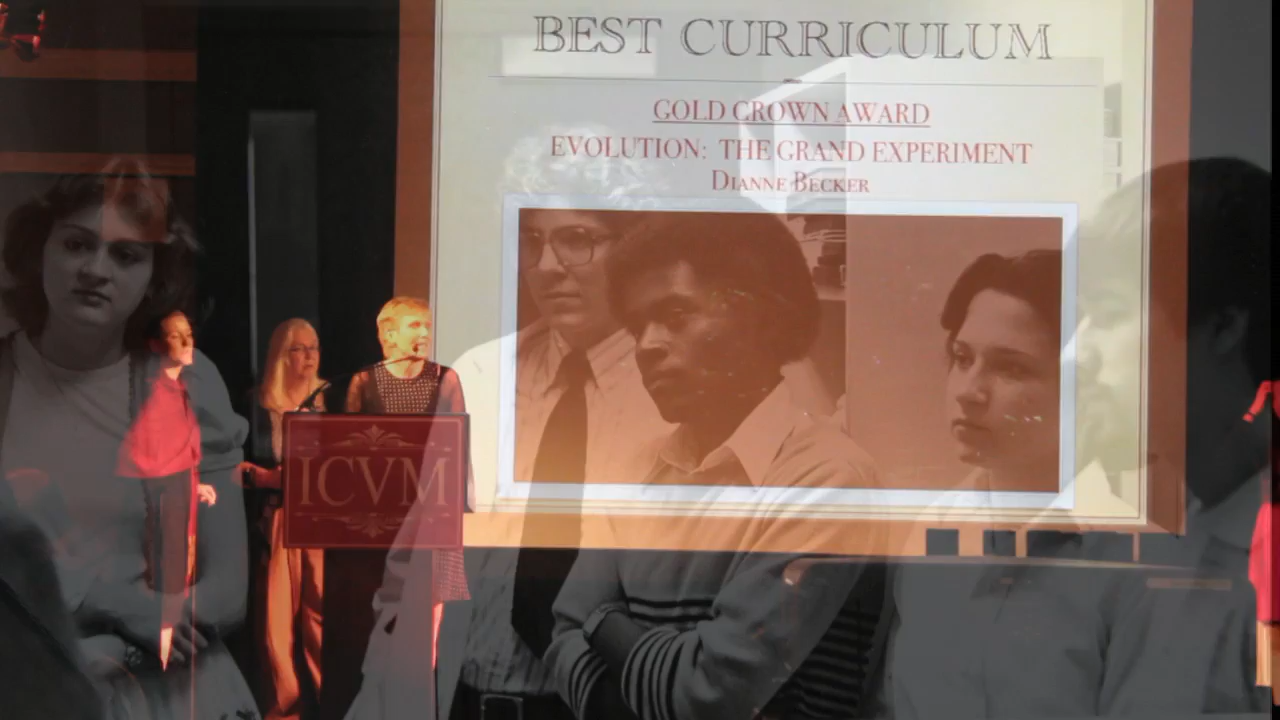 BEST CURRICULUM
GOLD CROWN AWARD
EVOLUTION: THE GRAND EXPERIMENT
DIANNE BECKER
ICVM